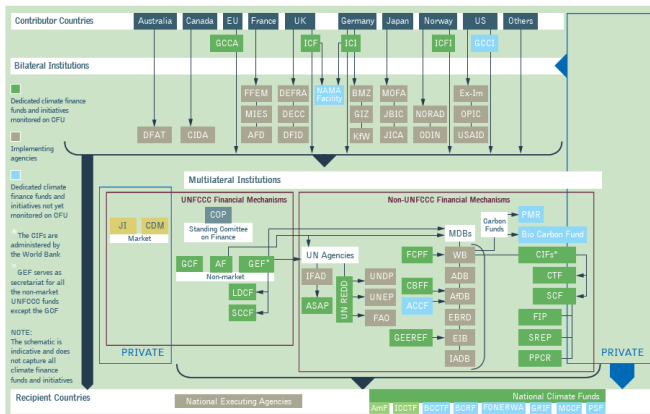 Contributor Countries
Australia
Canada
EU
France
UK
Germany
Japan
Norway
US
Others
GCCA
ICF
ICI
ICFI
GCCI
Bilateral Institutions
Dedicated climate finance
funds and initiatives
monitored on CFU
Implementing
agencies
Dedicated climate
finance funds and
initiatives not yet
monitored on CFU
* The CIFs are
administered by
the World Bank
GEF serves as
secretariat for all
the non-market
UNFCCC funds
except the GCF
NOTE:
The schematic is
indicative and does
not capture all
climate finance
funds and initiatives
FFEM
DEFRA
NAMA
Facility
BMZ
MOFA
Ex-Im
MIES
DECC
GIZ
JBIC
NORAD
OPIC
DFAT
CIDA
AFD
DFID
KfW
JICA
ODIN
USAID
Multilateral Institutions
UNFCCC Financial Mechanisms
Non-UNFCCC Financial Mechanisms
COP
Standing Comittee
on Finance
JI
CDM
Market
GCF
AF
GEF*
Non-market
LDCF
SCCF
UN Agencies
IFAD
ASAP
UN REDD
UNDP
UNEP
FAO
MDBs
Carbon
Funds
PMR
Bio Carbon Fund
FCPF
WB
CIFs*
CBFF
ADB
CTF
ACCF
AfDB
SCF
EBRD
FIP
GEEREF
EIB
SREP
IADB
PPCR
PRIVATE
PRIVATE
Recipient Countries
National Executing Agencies
National Climate Funds
AmF
ICCTF
BCCTF
BCRF
FONERWA
GRIF
MCCF
PSF